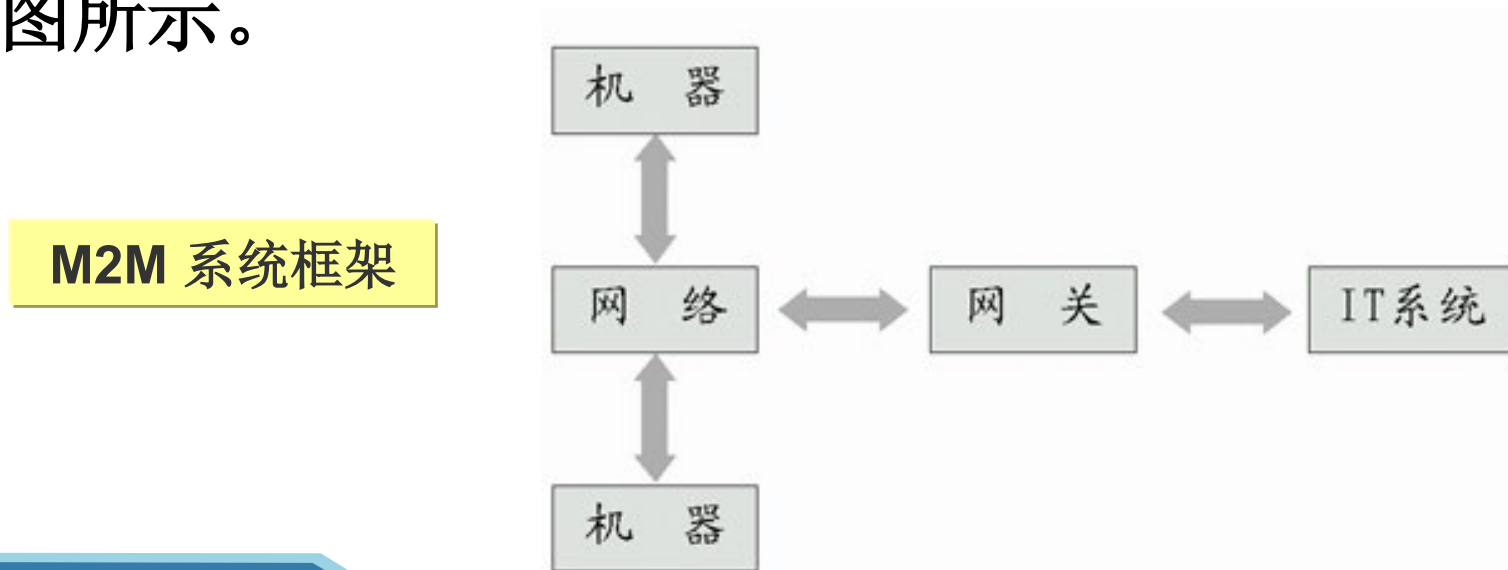 图所示。
机 器
M2M 系统框架
网 络
网 关
IT系统
机 器